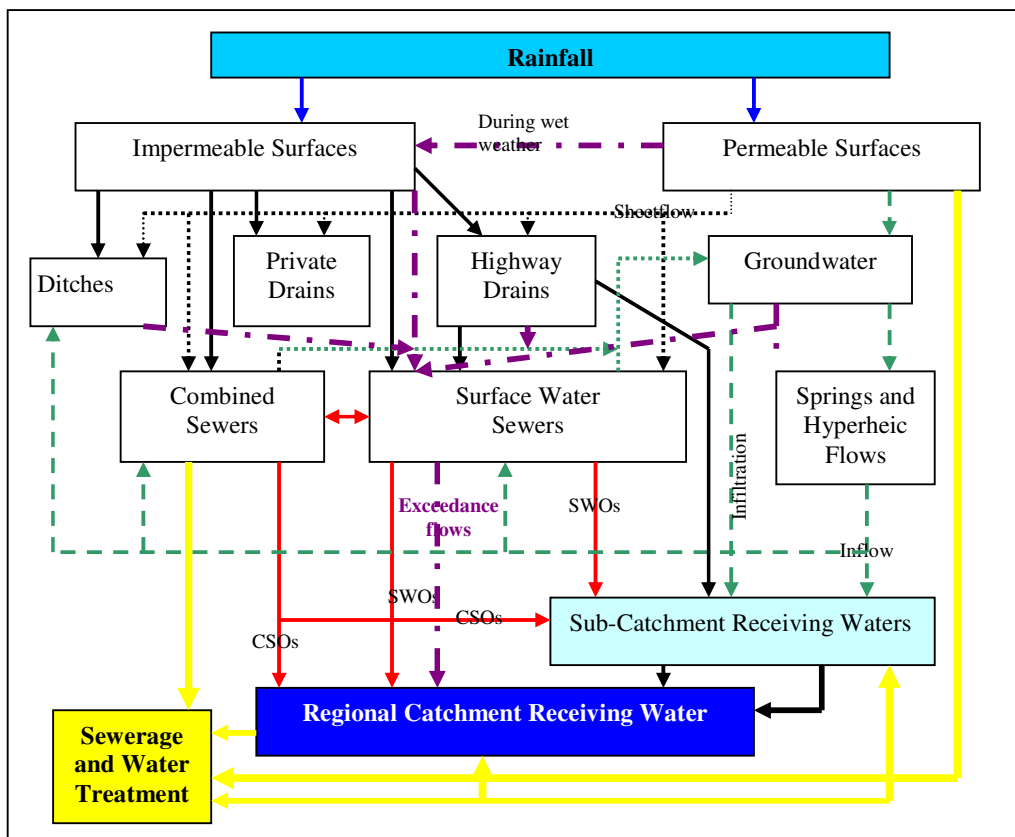 Rainfall
During wet
weather
Impermeable Surfaces
Permeable Surfaces
Sheetflow
Ditches
Private
Drains
Highway
Drains
Groundwater
Combined
Sewers
Surface Water
Sewers
Springs and
Hyperheic
Flows
Infiltration
Exceedance
flows
SWOs
Inflow
SWOs
CSOs
CSOs
Sub-Catchment Receiving Waters
Regional Catchment Receiving Water
Sewerage
and Water
Treatment